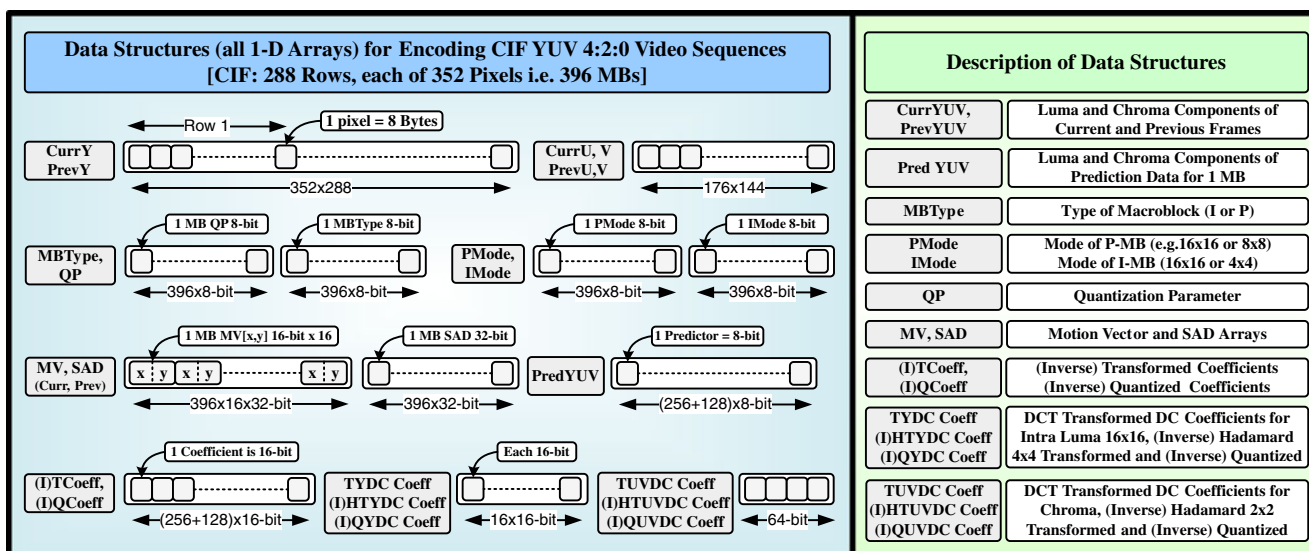 Data Structures (all 1-D Arrays) for Encoding CIF YUV 4:2:0 Video Sequences
[CIF: 288 Rows, each of 352 Pixels i.e. 396 MBs]
Row 1
1 pixel = 8 Bytes
CurrY
PrevY
352x288
CurrU, V
PrevU,V
176x144
1 MB QP 8-bit
1 MBType 8-bit
1 PMode 8-bit
1 IMode 8-bit
MBType,
QP
396x8-bit
396x8-bit
PMode,
IMode
396x8-bit
396x8-bit
1 MB MV[x,y] 16-bit x 16
1 MB SAD 32-bit
1 Predictor = 8-bit
MV, SAD
(Curr, Prev)
x y x y x y
396x16x32-bit
396x32-bit
PredYUV
(256+128)x8-bit
1 Coefficient is 16-bit
Each 16-bit
(I)TCoeff,
(I)QCoeff
(256+128)x16-bit
TYDC Coeff
(I)HTYDC Coeff
(I)QYDC Coeff
16x16-bit
TUVDC Coeff
(I)HTUVDC Coeff
(I)QUVDC Coeff
64-bit
Description of Data Structures
CurrYUV,
PrevYUV
Luma and Chroma Components of
Current and Previous Frames
Pred YUV
Luma and Chroma Components of
Prediction Data for 1 MB
MBType
Type of Macroblock (I or P)
PMode
IMode
Mode of P-MB (e.g.16x16 or 8x8)
Mode of I-MB (16x16 or 4x4)
QP
Quantization Parameter
MV, SAD
Motion Vector and SAD Arrays
(I)TCoeff,
(I)QCoeff
(Inverse) Transformed Coefficients
(Inverse) Quantized Coefficients
TYDC Coeff
(I)HTYDC Coeff
(I)QYDC Coeff
DCT Transformed DC Coefficients for
Intra Luma 16x16, (Inverse) Hadamard
4x4 Transformed and (Inverse) Quantized
TUVDC Coeff
(I)HTUVDC Coeff
(I)QUVDC Coeff
DCT Transformed DC Coefficients for
Chroma, (Inverse) Hadamard 2x2
Transformed and (Inverse) Quantized